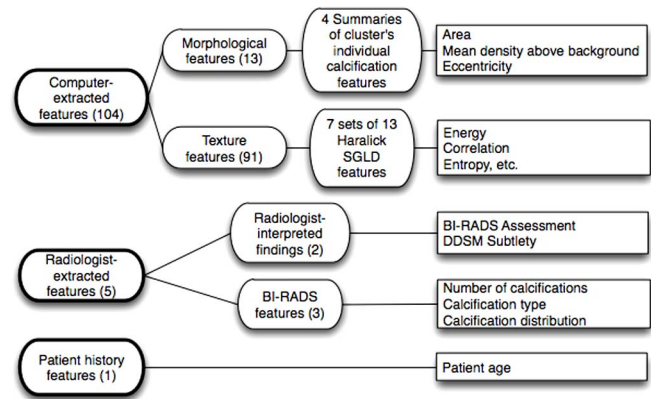 Computer-
extracted
features (104)
Morphological
features (13)
4 Summaries
of cluster's
individual
calcification
features
Area
Mean density above background
Eccentricity
Texture
features (91)
7 sets of 13
Haralick
SGLD
features
Energy
Correlation
Entropy, etc.
Radiologist-
extracted
features (5)
Radiologist-
interpreted
findings (2)
BI-RADS Assessment
DDSM Subtlety
BI-RADS
features (3)
Number of calcifications
Calcification type
Calcification distribution
Patient history
features (1)
Patient age